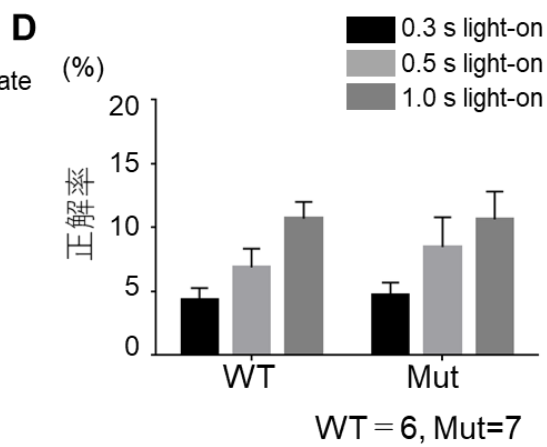 D
ate
(%)
0.3 s light-on
0.5 s light-on
1.0 s light-on
20
15
10
5
0
正解率
WT
Mut
WT＝6, Mut=7